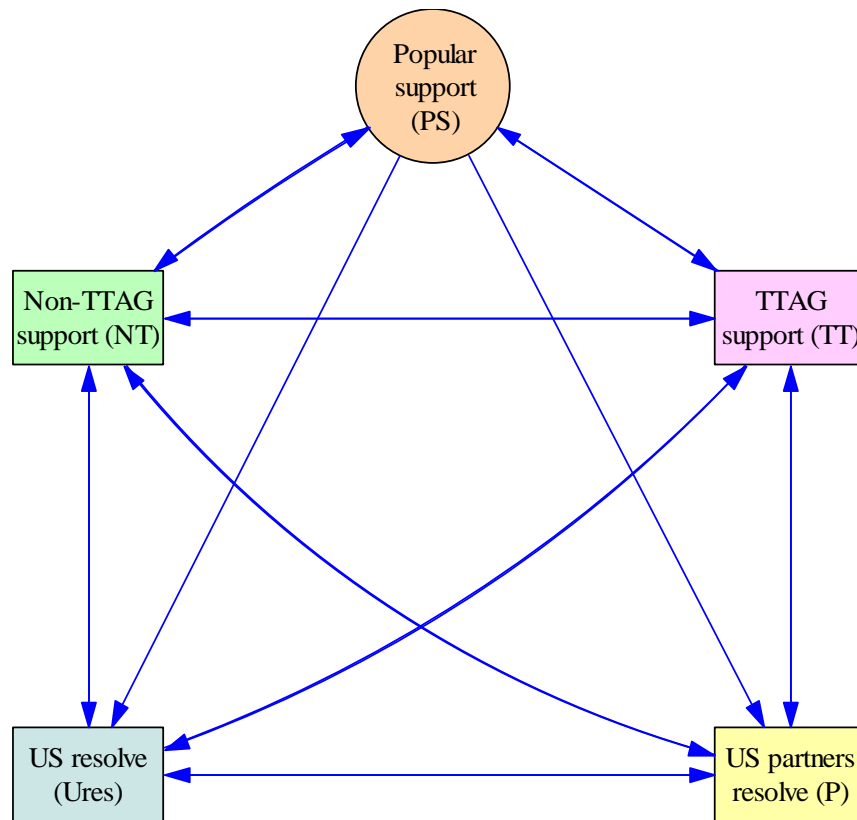 Popular
support
(PS)
Non-TTAG
support (NT)
TTAG
support (TT)
US resolve
(Ures)
US partners
resolve (P)